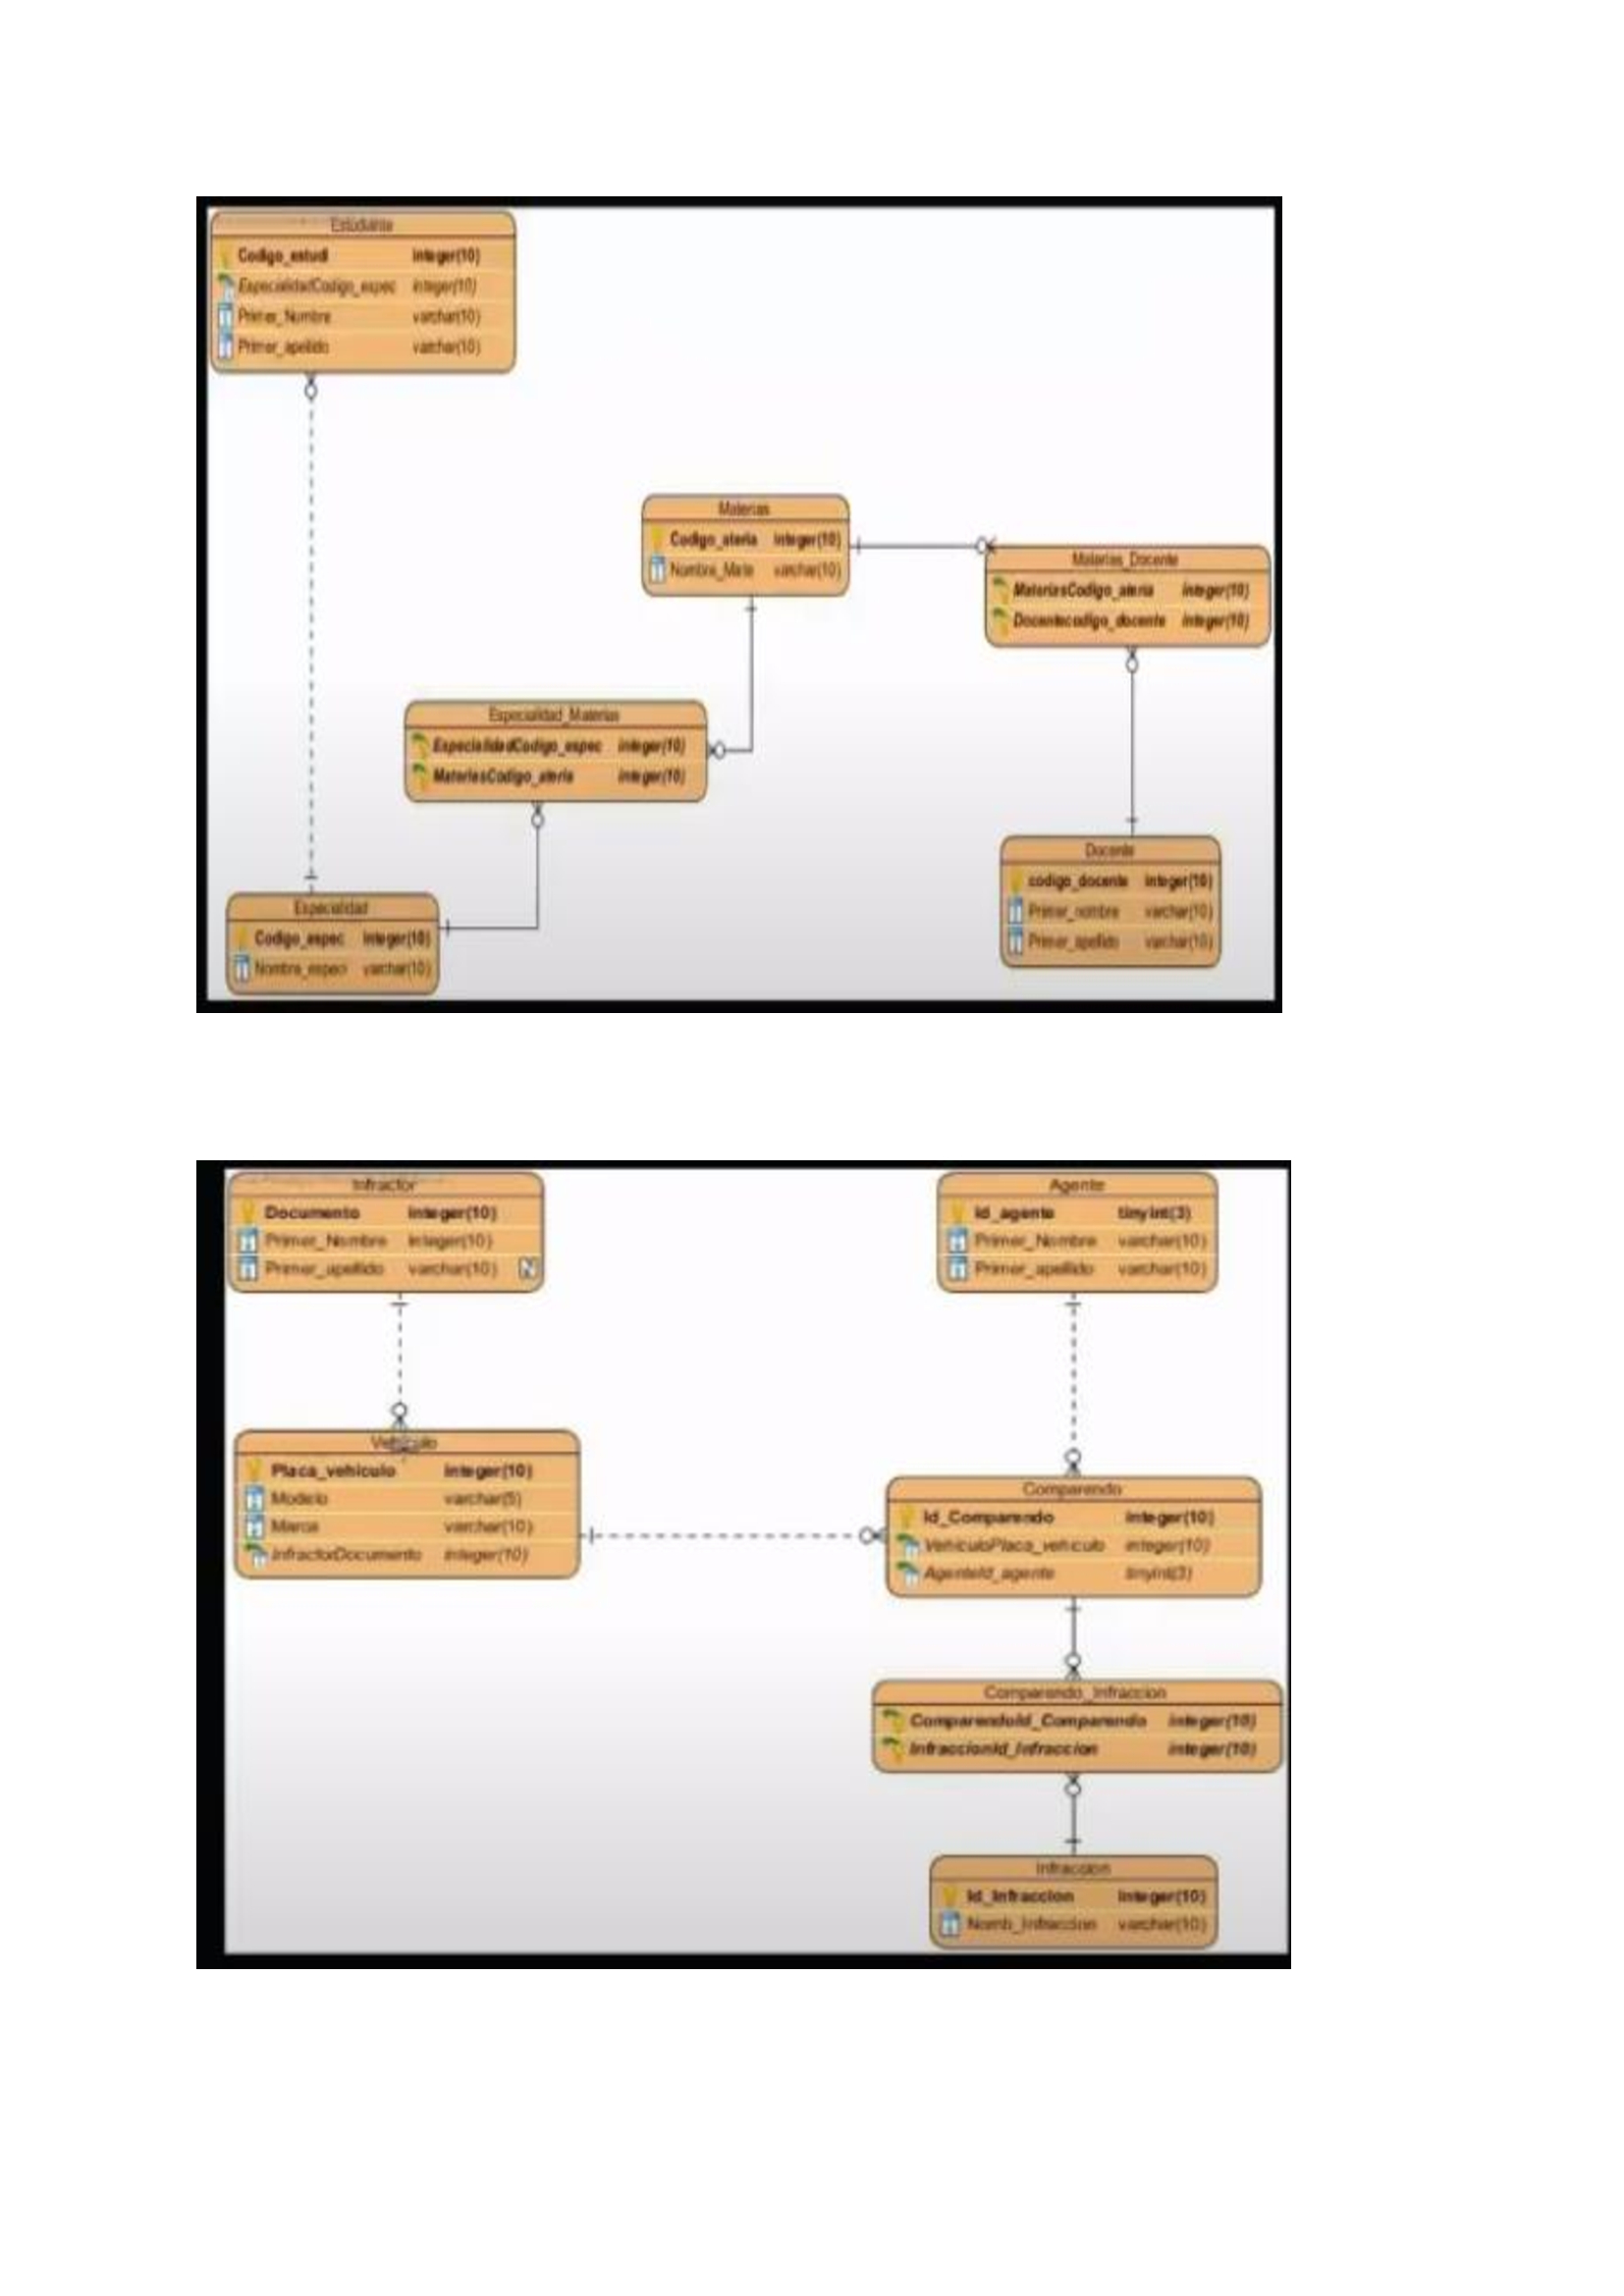 Estudiante
Codigo_estudi integer(10)
EspecialidadCodigo_espec integer(10)
Primer_Nombre varchar(10)
Primer_apellido varchar(10)
Materias
Codigo_ateria integer(10)
Nombre_Mate varchar(10)
Materias_Docente
MateriasCodigo_ateria integer(10)
Docentecodigo_docente integer(10)
Especialidad_Materias
EspecialidadCodigo_espec integer(10)
MateriasCodigo_ateria integer(10)
Docente
codigo_docente integer(10)
Primer_nombre varchar(10)
Primer_apellido varchar(10)
Especialidad
Codigo_espec integer(10)
Nombre_especi varchar(10)
Infractor
Documento integer(10)
Primer_Nombre integer(10)
Primer_apellido varchar(10) N
Agente
Id_agente tinyint(3)
Primer_Nombre varchar(10)
Primer_apellido varchar(10)
Vehiculo
Placa_vehiculo integer(10)
Modelo varchar(5)
Marca varchar(10)
InfractorDocumento integer(10)
Comparendo
Id_Comparendo integer(10)
VehiculoPlaca_vehiculo integer(10)
AgenteId_agente tinyint(3)
Comparendo_Infraccion
ComparendoId_Comparendo integer(10)
InfraccionId_Infraccion integer(10)
Infraccion
Id_Infraccion integer(10)
Nomb_Infraccion varchar(10)